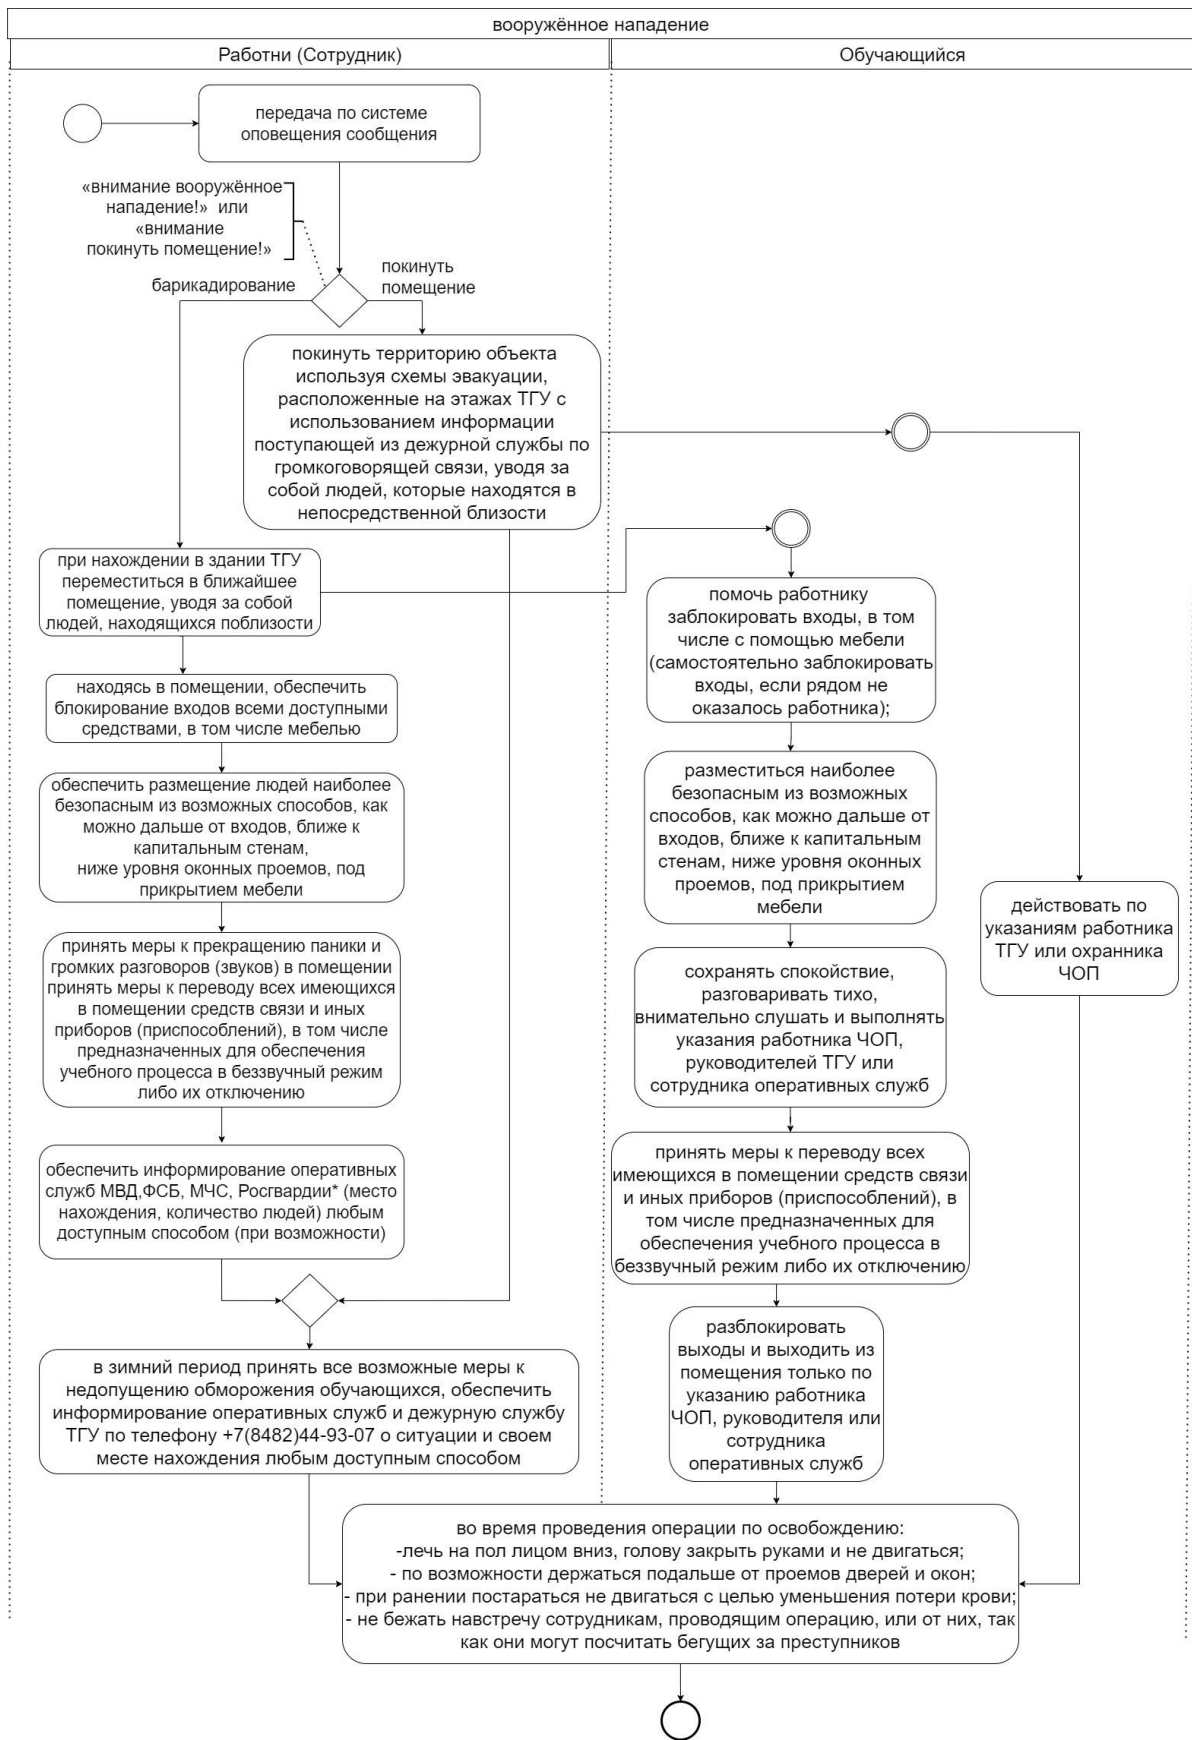 вооружённое нападение
Работни (Сотрудник)
Обучающийся
передача по системе
оповещения сообщения
«внимание вооружённое
нападение!» или
«внимание
покинуть помещение!»
барикадирование
покинуть
помещение
покинуть территорию объекта
используя схемы эвакуации,
расположенные на этажах ТГУ с
использованием информации
поступающей из дежурной службы по
громкоговорящей связи, уводя за
собой людей, которые находятся в
непосредственной близости
при нахождении в здании ТГУ
переместиться в ближайшее
помещение, уводя за собой
людей, находящихся поблизости
находясь в помещении, обеспечить
блокирование входов всеми доступными
средствами, в том числе мебелью
обеспечить размещение людей наиболее
безопасным из возможных способов, как
можно дальше от входов, ближе к
капитальным стенам,
ниже уровня оконных проемов, под
прикрытием мебели
принять меры к прекращению паники и
громких разговоров (звуков) в помещении
принять меры к переводу всех имеющихся
в помещении средств связи и иных
приборов (приспособлений), в том числе
предназначенных для обеспечения
учебного процесса в беззвучный режим
либо их отключению
обеспечить информирование оперативных
служб МВД,ФСБ, МЧС, Росгвардии* (место
нахождения, количество людей) любым
доступным способом (при возможности)
в зимний период принять все возможные меры к
недопущению обморожения обучающихся, обеспечить
информирование оперативных служб и дежурную службу
ТГУ по телефону +7(8482)44-93-07 о ситуации и своем
месте нахождения любым доступным способом
помочь работнику
заблокировать входы, в том
числе с помощью мебели
(самостоятельно заблокировать
входы, если рядом не
оказалось работника);
разместиться наиболее
безопасным из возможных
способов, как можно дальше от
входов, ближе к капитальным
стенам, ниже уровня оконных
проемов, под прикрытием
мебели
сохранять спокойствие,
разговаривать тихо,
внимательно слушать и выполнять
указания работника ЧОП,
руководителей ТГУ или
сотрудника оперативных служб
принять меры к переводу всех
имеющихся в помещении средств связи
и иных приборов (приспособлений), в
том числе предназначенных для
обеспечения учебного процесса в
беззвучный режим либо их отключению
разблокировать
выходы и выходить из
помещения только по
указанию работника
ЧОП, руководителя или
сотрудника
оперативных служб
действовать по
указаниям работника
ТГУ или охранника
ЧОП
во время проведения операции по освобождению:
-лечь на пол лицом вниз, голову закрыть руками и не двигаться;
- по возможности держаться подальше от проемов дверей и окон;
- при ранении постараться не двигаться с целью уменьшения потери крови;
- не бежать навстречу сотрудникам, проводящим операцию, или от них, так
как они могут посчитать бегущих за преступников